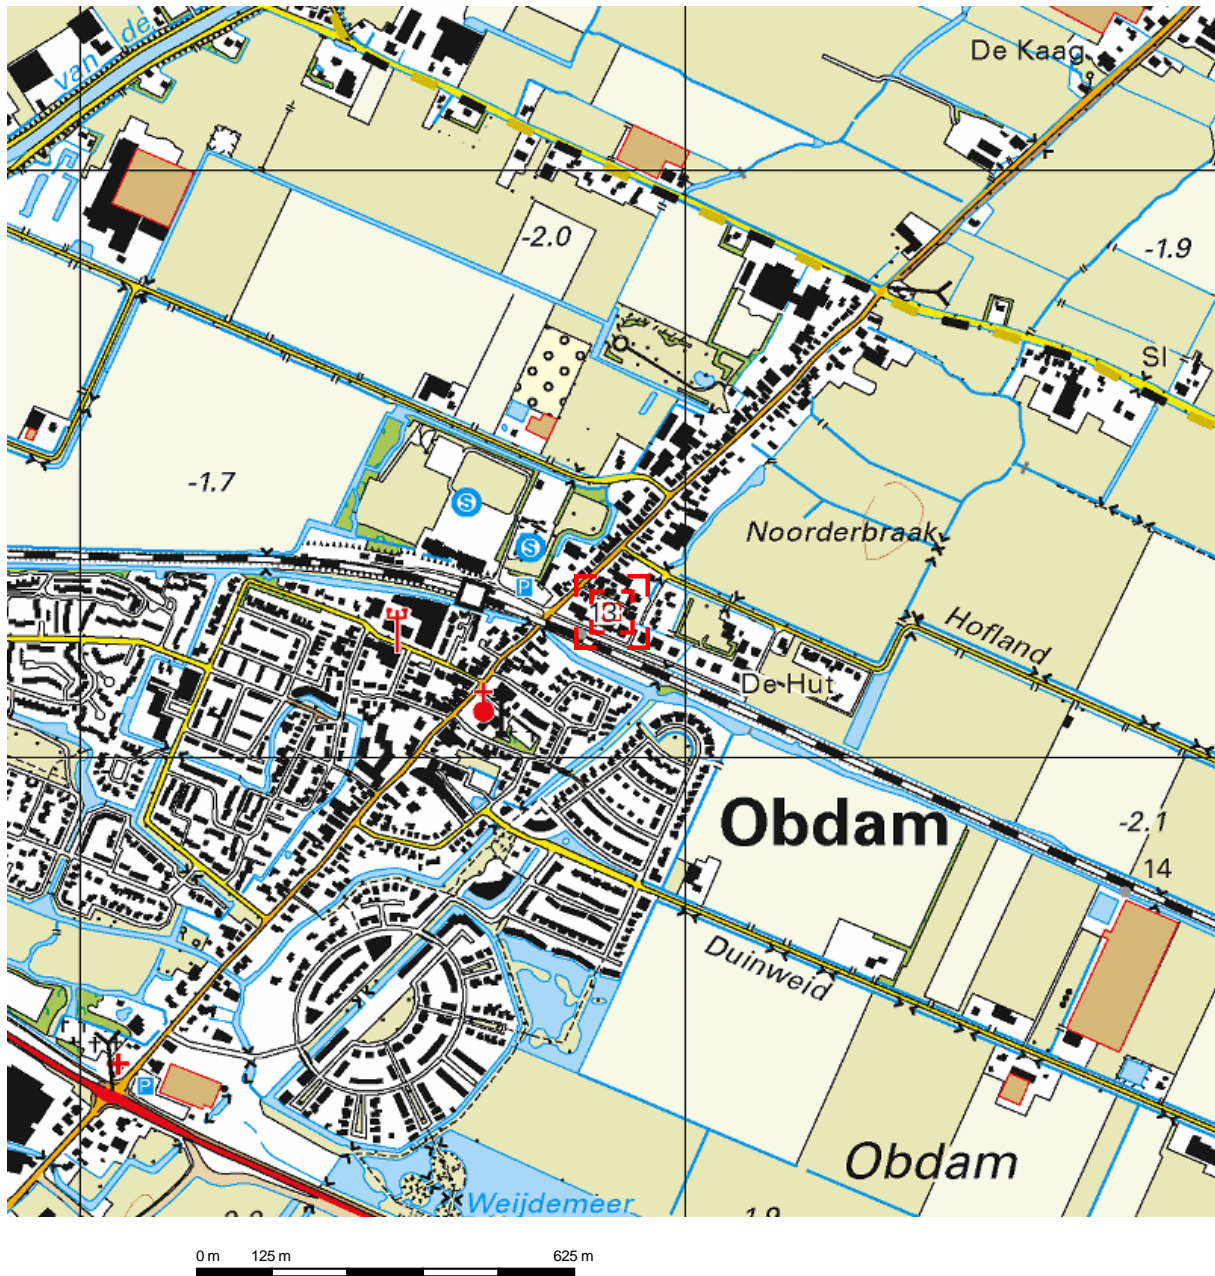 De Kaag
van de
-2.0
-1.9
Sl
-1.7
S
Noorderbraak
S
P
13
Hofland
De Hut
Obdam
-2.1
14
Duinweid
P
Obdam
Weijdemeer
0 m 125 m 625 m